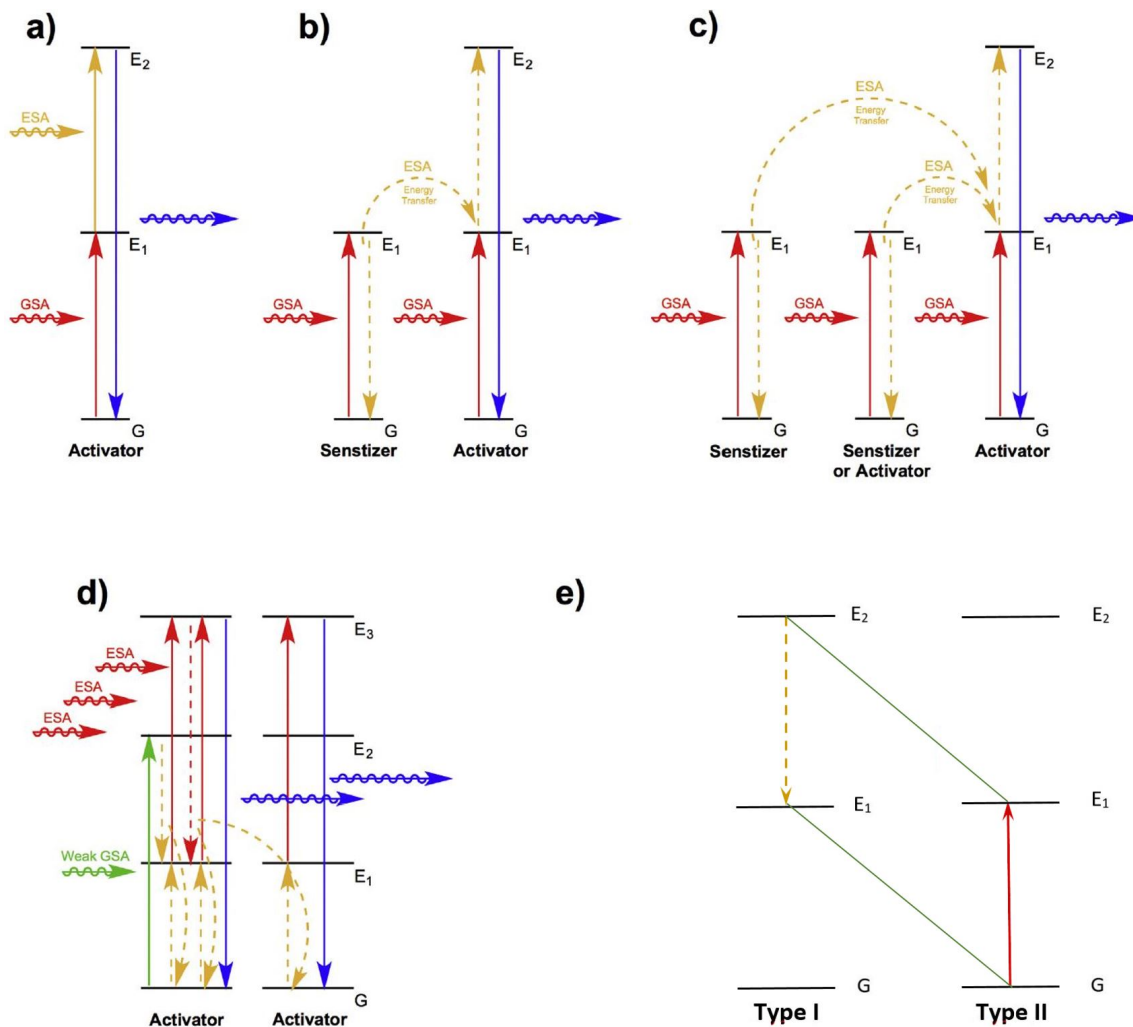 a)
E2
ESA
E1
GSA
G
Activator
b)
E2
ESA
Energy
Transfer
E1
E1
GSA
GSA
G
G
Senstizer
Activator
c)
E2
ESA
Energy
Transfer
ESA
Energy
Transfer
E1
E1
E1
GSA
GSA
GSA
G
G
G
Senstizer
Senstizer
or Activator
Activator
d)
E3
ESA
ESA
ESA
E2
Weak GSA
E1
G
Activator
Activator
e)
E2
E2
E1
E1
G
G
Type I
Type II